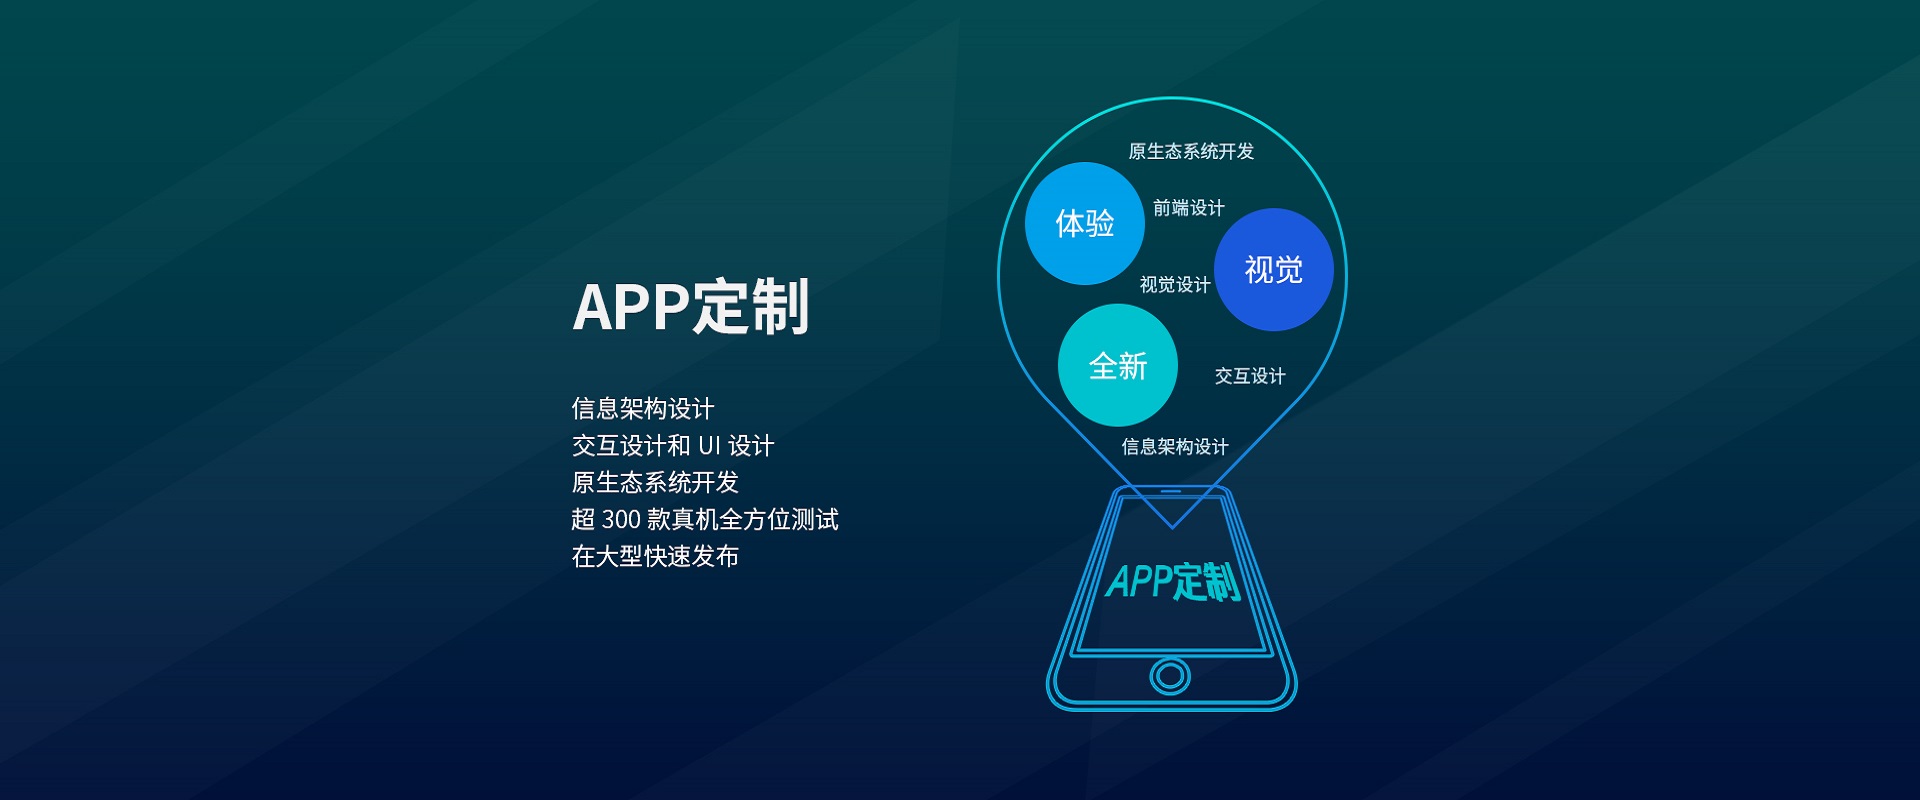 APP定制
信息架构设计
交互设计和 UI 设计
原生态系统开发
超 300 款真机全方位测试
在大型快速发布
原生态系统开发
体验
前端设计
视觉
视觉设计
全新
交互设计
信息架构设计
APP定制